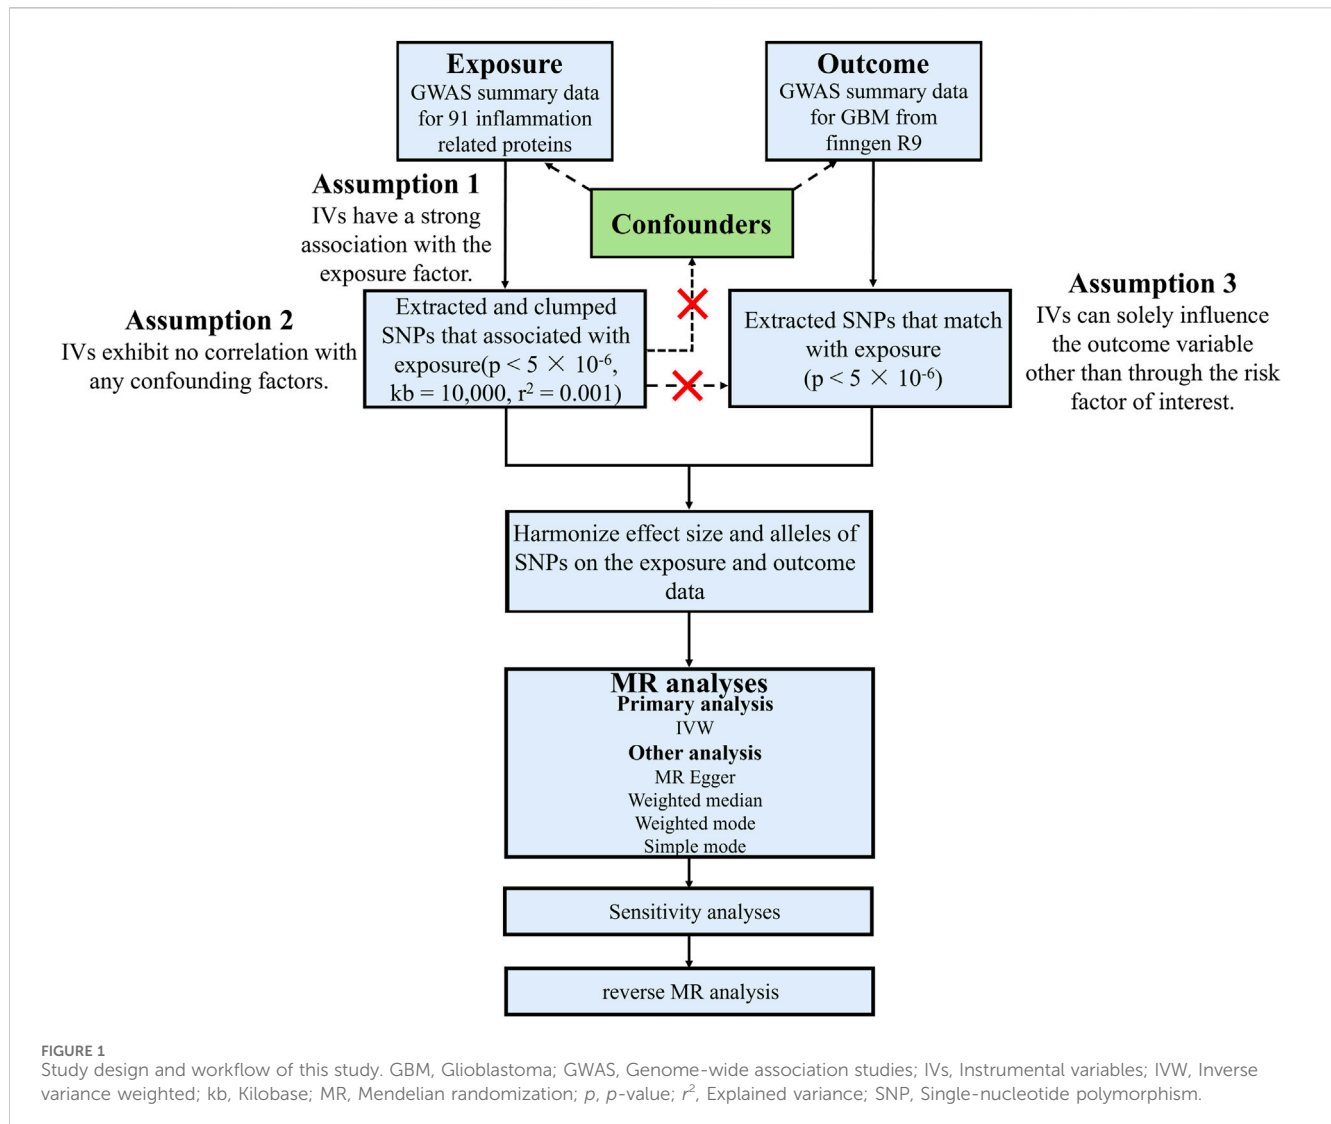 Exposure
GWAS summary data
for 91 inflammation
related proteins
Outcome
GWAS summary data
for GBM from
finngen R9
Confounders
Assumption 1
IVs have a strong
association with the
exposure factor.
Assumption 2
IVs exhibit no correlation with
any confounding factors.
Extracted and clumped
SNPs that associated with
exposure(p < 5 × 10⁻⁶,
kb = 10,000, r² = 0.001)
Extracted SNPs that match
with exposure
(p < 5 × 10⁻⁶)
Assumption 3
IVs can solely influence
the outcome variable
other than through the risk
factor of interest.
Harmonize effect size and alleles of
SNPs on the exposure and outcome
data
MR analyses
Primary analysis
IVW
Other analysis
MR Egger
Weighted median
Weighted mode
Simple mode
Sensitivity analyses
reverse MR analysis
FIGURE 1
Study design and workflow of this study. GBM, Glioblastoma; GWAS, Genome-wide association studies; IVs, Instrumental variables; IVW, Inverse
variance weighted; kb, Kilobase; MR, Mendelian randomization; p, p-value; r², Explained variance; SNP, Single-nucleotide polymorphism.